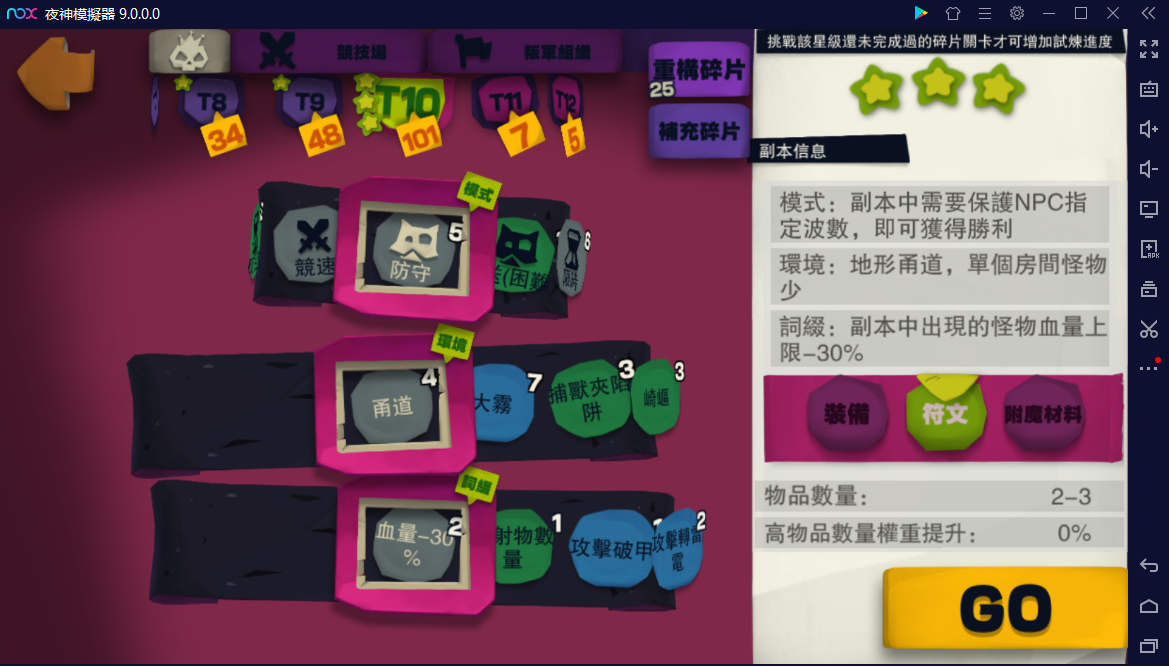 nox 夜神模擬器 9.0.0.0
競技場
叛軍組織
T8
34
T9
48
T10
101
T11
7
T12
5
重構碎片
25
補充碎片
挑戰該星級還未完成過的碎片關卡才可增加試煉進度
副本信息
模式
競速
防守
5
(困難
6
環境
甬道
4
大霧
7
捕獸夾陷
阱
3
崎嶇
3
詞綴
血量-30
%
2
射物數
量
1
攻擊破甲
攻擊轉雷
電
2
模式：副本中需要保護NPC指
定波數，即可獲得勝利
環境：地形甬道，單個房間怪物
少
詞綴：副本中出現的怪物血量上
限-30%
裝備
符文
附魔材料
物品數量：
2-3
高物品數量權重提升：
0%
GO